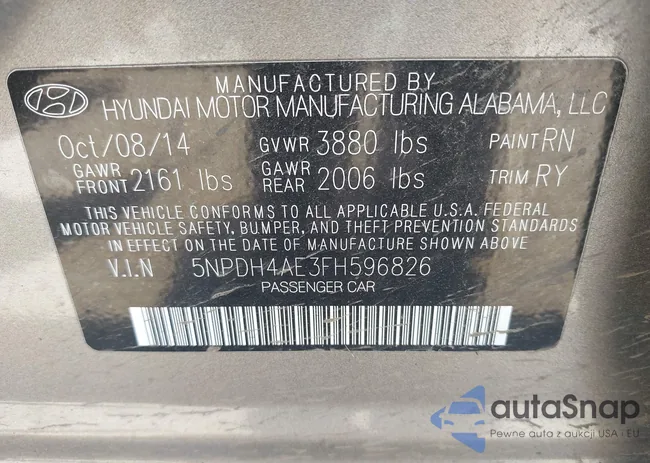 MANUFACTURED BY
HYUNDAI MOTOR MANUFACTURING ALABAMA, LLC
Oct/08/14 GVWR 3880 lbs PAINT RN
GAWR FRONT 2161 lbs GAWR REAR 2006 lbs TRIM RY
THIS VEHICLE CONFORMS TO ALL APPLICABLE U.S.A. FEDERAL
MOTOR VEHICLE SAFETY, BUMPER, AND THEFT PREVENTION STANDARDS
IN EFFECT ON THE DATE OF MANUFACTURE SHOWN ABOVE.
V.I.N 5NPDH4AE3FH596826
PASSENGER CAR
autaSnap
Pewne auta z aukcji USA i EU